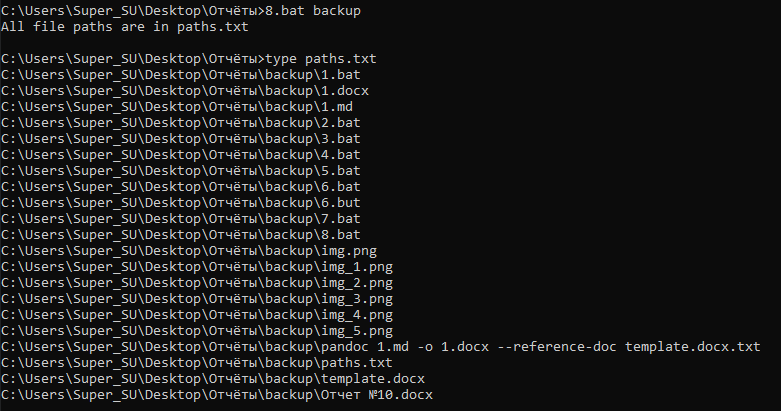 C:\Users\Super_SU\Desktop\Отчёты>8.bat backup
All file paths are in paths.txt
C:\Users\Super_SU\Desktop\Отчёты>type paths.txt
C:\Users\Super_SU\Desktop\Отчёты\backup\1.bat
C:\Users\Super_SU\Desktop\Отчёты\backup\1.docx
C:\Users\Super_SU\Desktop\Отчёты\backup\1.md
C:\Users\Super_SU\Desktop\Отчёты\backup\2.bat
C:\Users\Super_SU\Desktop\Отчёты\backup\3.bat
C:\Users\Super_SU\Desktop\Отчёты\backup\4.bat
C:\Users\Super_SU\Desktop\Отчёты\backup\5.bat
C:\Users\Super_SU\Desktop\Отчёты\backup\6.bat
C:\Users\Super_SU\Desktop\Отчёты\backup\6.but
C:\Users\Super_SU\Desktop\Отчёты\backup\7.bat
C:\Users\Super_SU\Desktop\Отчёты\backup\8.bat
C:\Users\Super_SU\Desktop\Отчёты\backup\img.png
C:\Users\Super_SU\Desktop\Отчёты\backup\img_1.png
C:\Users\Super_SU\Desktop\Отчёты\backup\img_2.png
C:\Users\Super_SU\Desktop\Отчёты\backup\img_3.png
C:\Users\Super_SU\Desktop\Отчёты\backup\img_4.png
C:\Users\Super_SU\Desktop\Отчёты\backup\img_5.png
C:\Users\Super_SU\Desktop\Отчёты\backup\pandoc 1.md -o 1.docx --reference-doc template.docx.txt
C:\Users\Super_SU\Desktop\Отчёты\backup\paths.txt
C:\Users\Super_SU\Desktop\Отчёты\backup\template.docx
C:\Users\Super_SU\Desktop\Отчёты\backup\Отчет №10.docx